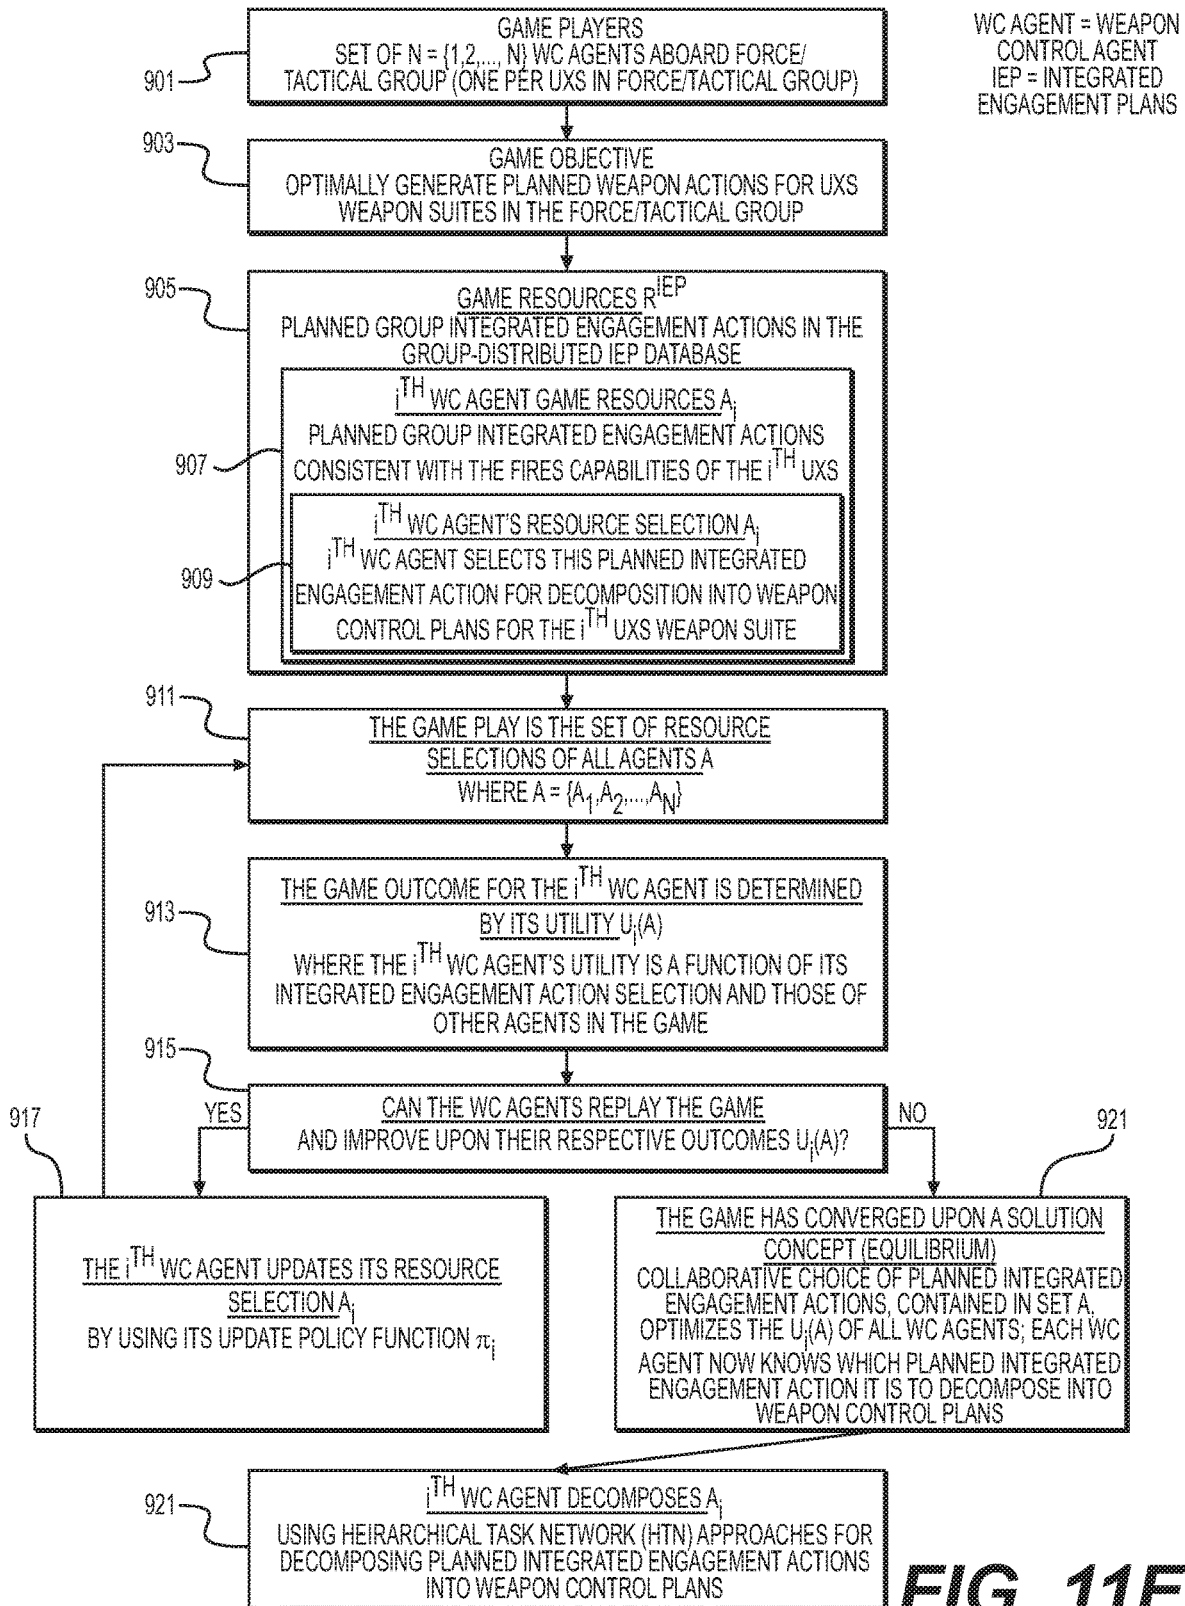 GAME PLAYERS
SET OF N = {1,2,..., N} WC AGENTS ABOARD FORCE/
TACTICAL GROUP (ONE PER UXS IN FORCE/TACTICAL GROUP)
901
WC AGENT = WEAPON
CONTROL AGENT
IEP = INTEGRATED
ENGAGEMENT PLANS
903
GAME OBJECTIVE
OPTIMALLY GENERATE PLANNED WEAPON ACTIONS FOR UXS
WEAPON SUITES IN THE FORCE/TACTICAL GROUP
905
GAME RESOURCES R^IEP
PLANNED GROUP INTEGRATED ENGAGEMENT ACTIONS IN THE
GROUP-DISTRIBUTED IEP DATABASE
i^TH WC AGENT GAME RESOURCES A_i
PLANNED GROUP INTEGRATED ENGAGEMENT ACTIONS
CONSISTENT WITH THE FIRES CAPABILITIES OF THE i^TH UXS
907
i^TH WC AGENT'S RESOURCE SELECTION A_i
i^TH WC AGENT SELECTS THIS PLANNED INTEGRATED
ENGAGEMENT ACTION FOR DECOMPOSITION INTO WEAPON
CONTROL PLANS FOR THE i^TH UXS WEAPON SUITE
909
911
THE GAME PLAY IS THE SET OF RESOURCE
SELECTIONS OF ALL AGENTS A
WHERE A = {A_1,A_2,...,A_N}
913
THE GAME OUTCOME FOR THE i^TH WC AGENT IS DETERMINED
BY ITS UTILITY U_i(A)
WHERE THE i^TH WC AGENT'S UTILITY IS A FUNCTION OF ITS
INTEGRATED ENGAGEMENT ACTION SELECTION AND THOSE OF
OTHER AGENTS IN THE GAME
915
CAN THE WC AGENTS REPLAY THE GAME
AND IMPROVE UPON THEIR RESPECTIVE OUTCOMES U_i(A)?
YES
NO
917
THE i^TH WC AGENT UPDATES ITS RESOURCE
SELECTION A_i
BY USING ITS UPDATE POLICY FUNCTION π_i
921
THE GAME HAS CONVERGED UPON A SOLUTION
CONCEPT (EQUILIBRIUM)
COLLABORATIVE CHOICE OF PLANNED INTEGRATED
ENGAGEMENT ACTIONS, CONTAINED IN SET A,
OPTIMIZES THE U_i(A) OF ALL WC AGENTS; EACH WC
AGENT NOW KNOWS WHICH PLANNED INTEGRATED
ENGAGEMENT ACTION IT IS TO DECOMPOSE INTO
WEAPON CONTROL PLANS
921
i^TH WC AGENT DECOMPOSES A_i
USING HEIRARCHICAL TASK NETWORK (HTN) APPROACHES FOR
DECOMPOSING PLANNED INTEGRATED ENGAGEMENT ACTIONS
INTO WEAPON CONTROL PLANS
FIG. 11E